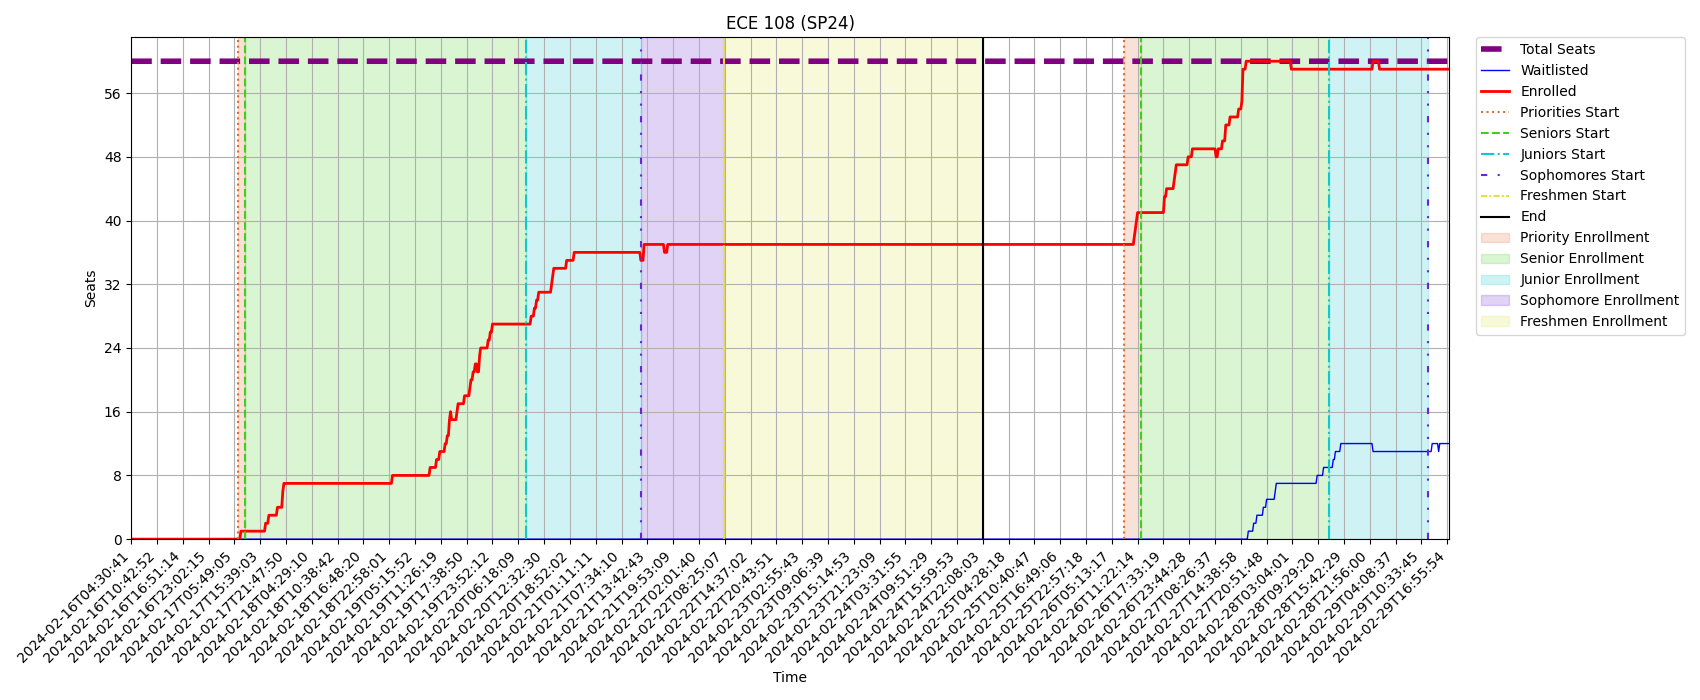 ECE 108 (SP24)
Total Seats
Waitlisted
Enrolled
Priorities Start
Seniors Start
Juniors Start
Sophomores Start
Freshmen Start
End
Priority Enrollment
Senior Enrollment
Junior Enrollment
Sophomore Enrollment
Freshmen Enrollment
Seats
56
48
40
32
24
16
8
0
2024-02-16T04:30:41
2024-02-16T10:42:52
2024-02-16T16:51:14
2024-02-16T23:02:15
2024-02-17T05:49:05
2024-02-17T15:39:03
2024-02-17T21:47:50
2024-02-18T04:29:10
2024-02-18T10:38:42
2024-02-18T16:48:20
2024-02-18T22:58:01
2024-02-19T05:15:52
2024-02-19T11:26:19
2024-02-19T17:38:50
2024-02-19T23:52:12
2024-02-20T06:18:09
2024-02-20T12:32:30
2024-02-20T18:52:02
2024-02-21T01:11:11
2024-02-21T07:34:10
2024-02-21T13:42:43
2024-02-21T19:53:09
2024-02-22T02:01:40
2024-02-22T08:25:07
2024-02-22T14:37:02
2024-02-22T20:43:51
2024-02-23T02:55:43
2024-02-23T09:06:39
2024-02-23T15:14:53
2024-02-23T21:23:09
2024-02-24T03:31:55
2024-02-24T09:51:29
2024-02-24T15:59:53
2024-02-24T22:08:03
2024-02-25T04:28:18
2024-02-25T10:40:47
2024-02-25T16:49:06
2024-02-25T22:57:18
2024-02-26T05:13:17
2024-02-26T11:22:14
2024-02-26T17:33:19
2024-02-26T23:44:28
2024-02-27T08:26:37
2024-02-27T14:38:58
2024-02-27T20:51:48
2024-02-28T03:04:01
2024-02-28T09:29:20
2024-02-28T15:42:29
2024-02-28T21:56:00
2024-02-29T04:08:37
2024-02-29T10:33:45
2024-02-29T16:55:54
Time